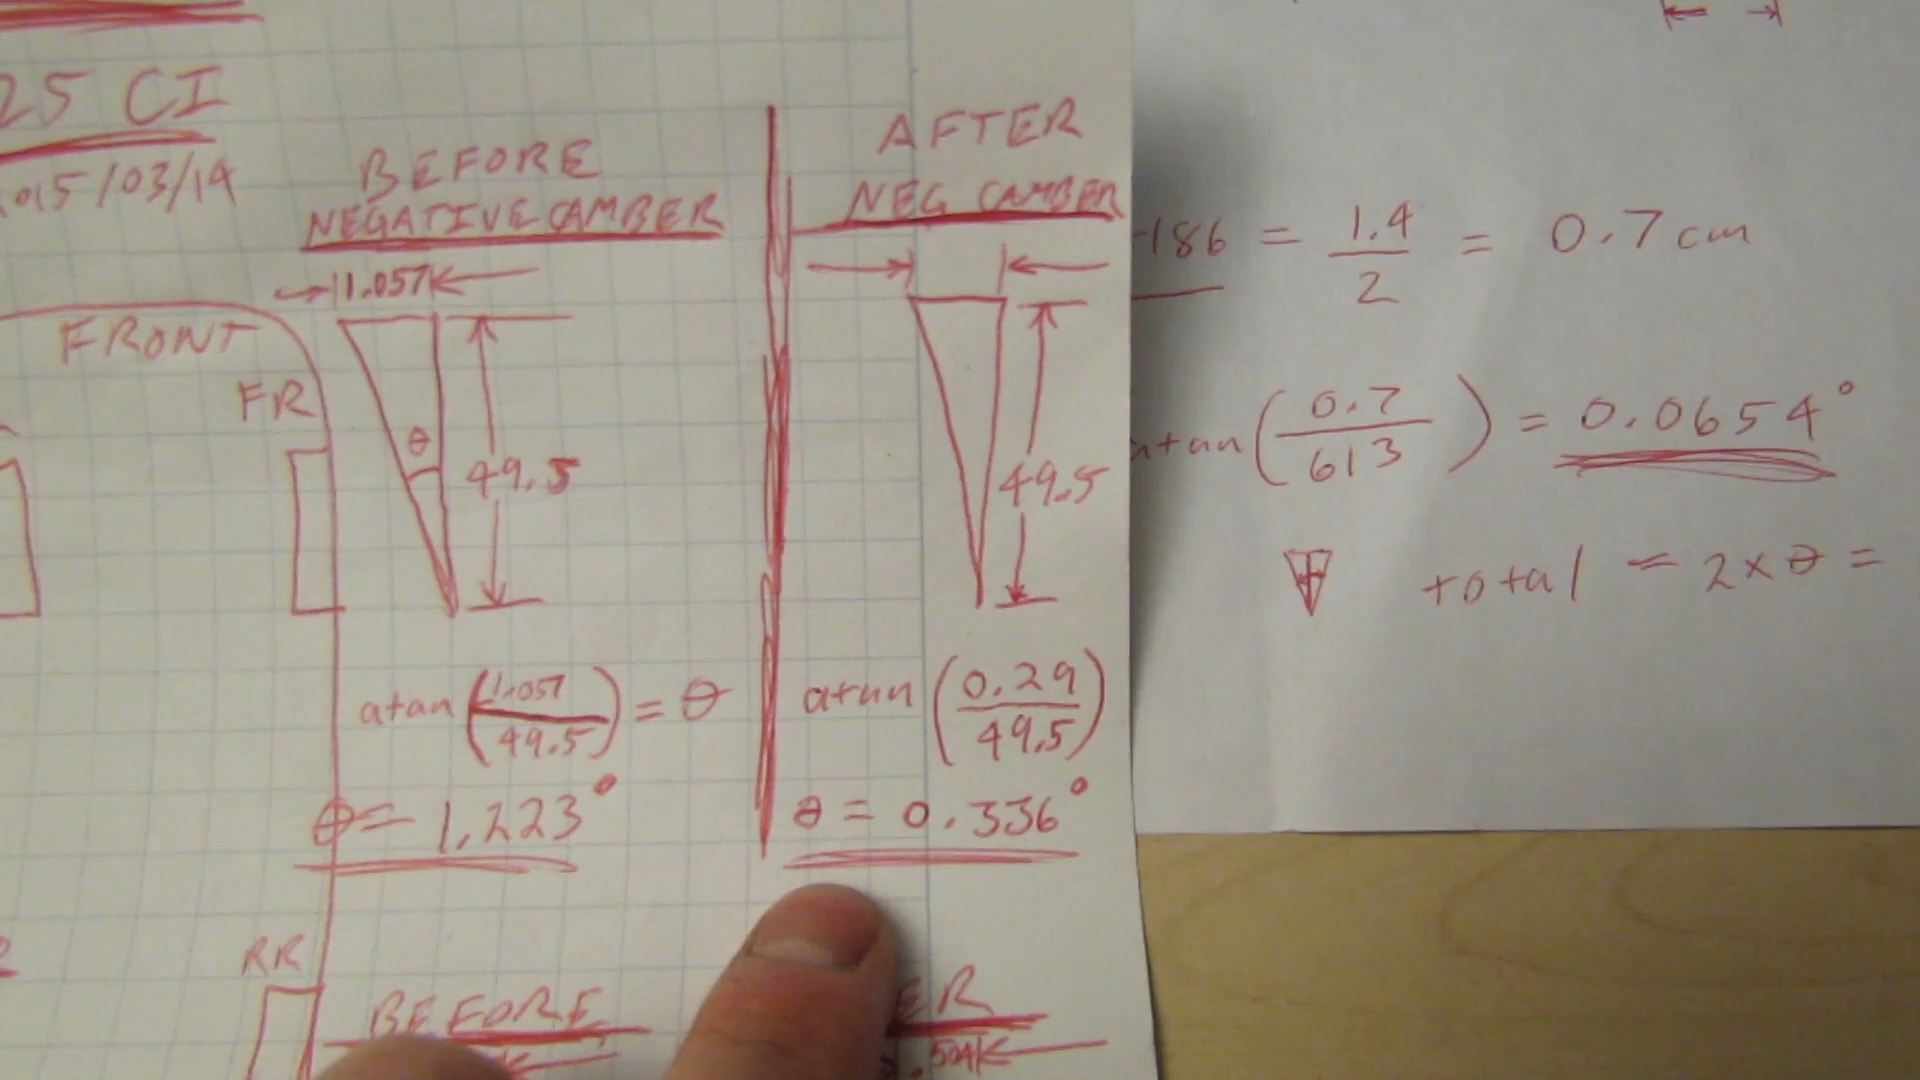 25 CI
015/03/14
BEFORE
NEGATIVE CAMBER
1.057
FRONT
FR
θ
49.5
atan (1.057/49.5) = θ
θ = 1.223°
AFTER
NEG CAMBER
49.5
atan (0.29/49.5)
θ = 0.336°
RR
BEFORE
ER
.504
-186 = 1.4/2 = 0.7 cm
atan (0.7/613) = 0.0654°
total = 2 x θ =